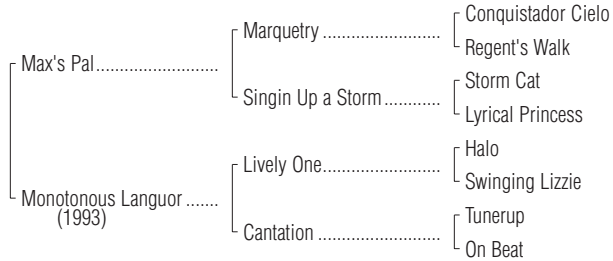 Conquistador Cielo
Marquetry ........................
Regent's Walk
Max's Pal.........................
Storm Cat
Singin Up a Storm ............
Lyrical Princess
Halo
Lively One........................
Swinging Lizzie
Monotonous Languor .......
(1993)
Tunerup
Cantation .........................
On Beat